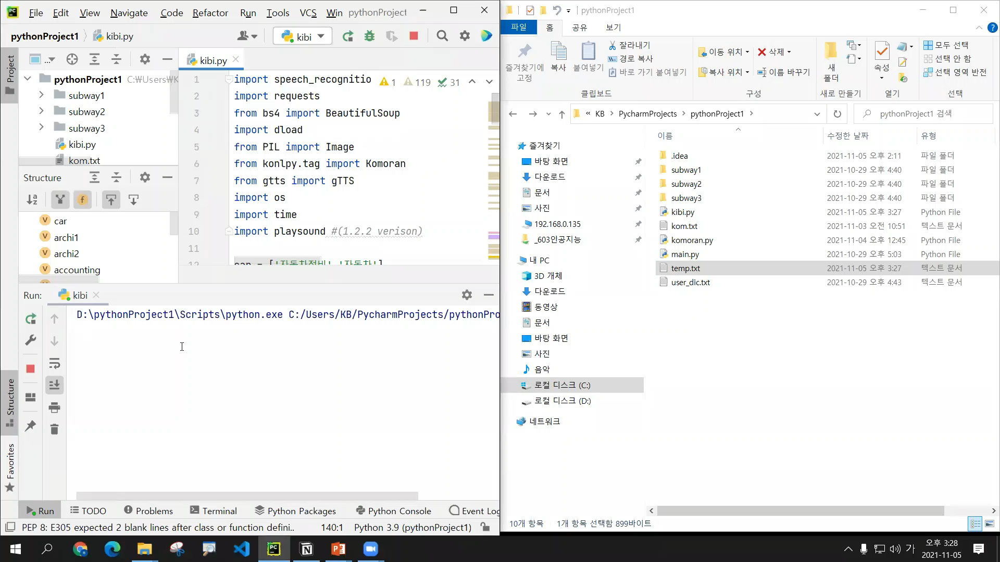 File Edit View Navigate Code Refactor Run Tools VCS Win pythonProject
pythonProject1 kibi.py
kibi
Project
...
pythonProject1 C:₩Users₩K
subway1
subway2
subway3
kibi.py
kom.txt
Structure
car
archi1
archi2
accounting
kibi.py
1 import speech_recognitio
1 119 31
2 import requests
3 from bs4 import BeautifulSoup
4 import dload
5 from PIL import Image
6 from konlpy.tag import Komoran
7 from gtts import gTTS
8 import os
9 import time
10 import playsound #(1.2.2 verison)
11
12 car = ['자동차정비','자동차']
Run: kibi
D:\pythonProject1\Scripts\python.exe C:/Users/KB/PycharmProjects/pythonPro
Structure
Favorites
Run TODO Problems Terminal Python Packages Python Console Event Log
PEP 8: E305 expected 2 blank lines after class or function defini.. 140:1 Python 3.9 (pythonProject1)
pythonProject1
파일 홈 공유 보기
즐겨찾기에 고정
복사
붙여넣기
잘라내기
경로 복사
바로 가기 붙여넣기
클립보드
이동 위치
복사 위치
삭제
이름 바꾸기
구성
새 폴더
새로 만들기
속성
열기
모두 선택
선택 안 함
선택 영역 반전
선택
« KB PycharmProjects pythonProject1
pythonProject1 검색
즐겨찾기
바탕 화면
다운로드
문서
사진
192.168.0.135
_603인공지능
내 PC
3D 개체
다운로드
동영상
문서
바탕 화면
사진
음악
로컬 디스크 (C:)
로컬 디스크 (D:)
네트워크
이름 수정한 날짜 유형
.idea 2021-11-05 오후 2:11 파일 폴더
subway1 2021-10-29 오후 4:40 파일 폴더
subway2 2021-10-29 오후 4:40 파일 폴더
subway3 2021-10-29 오후 4:40 파일 폴더
kibi.py 2021-11-05 오후 3:27 Python File
kom.txt 2021-11-03 오전 10:51 텍스트 문서
komoran.py 2021-11-04 오후 12:45 Python File
main.py 2021-10-29 오후 5:03 Python File
temp.txt 2021-11-05 오후 3:27 텍스트 문서
user_dic.txt 2021-10-29 오후 4:43 텍스트 문서
10개 항목 1개 항목 선택함 899바이트
가
오후 3:28
2021-11-05